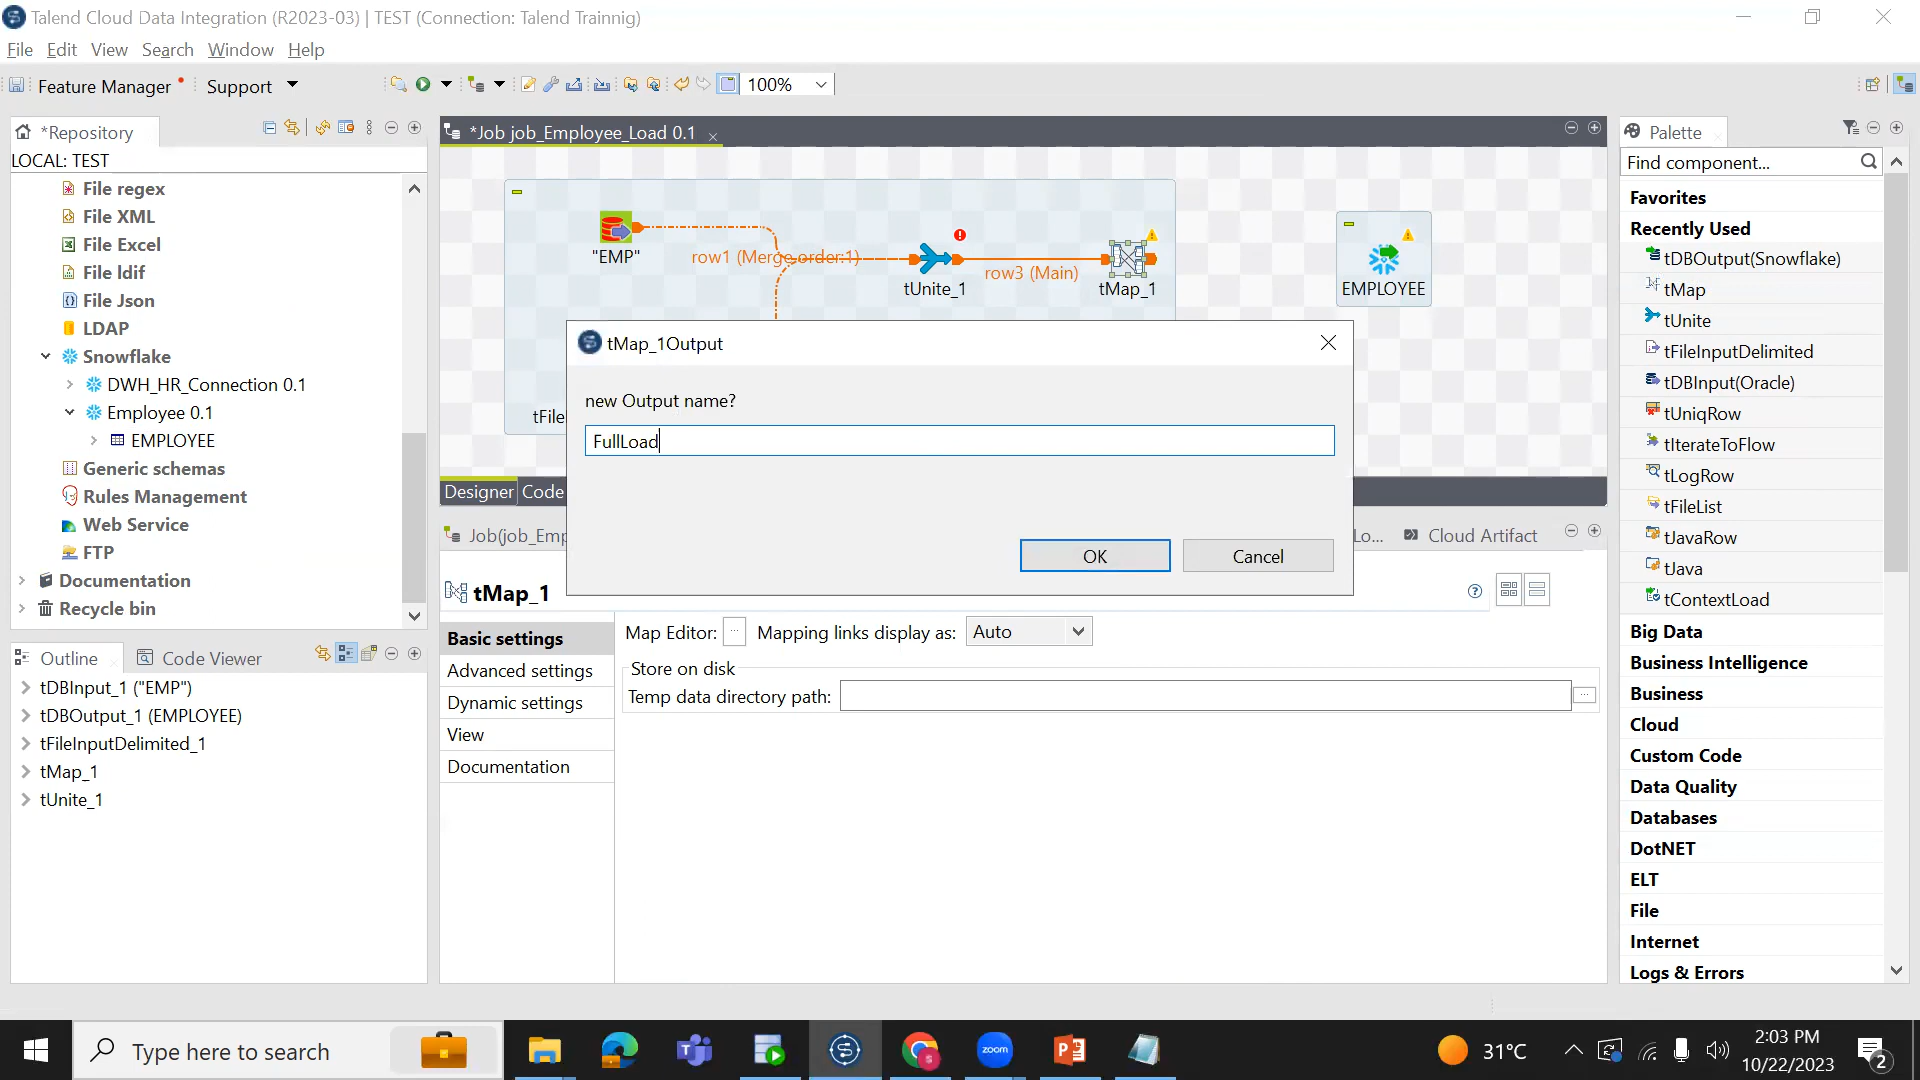 Talend Cloud Data Integration (R2023-03) | TEST (Connection: Talend Trainnig)
File Edit View Search Window Help
Feature Manager Support 100%
*Repository
LOCAL: TEST
File regex
File XML
File Excel
File ldif
File Json
LDAP
Snowflake
DWH_HR_Connection 0.1
Employee 0.1
EMPLOYEE
Generic schemas
Rules Management
Web Service
FTP
Documentation
Recycle bin
Outline Code Viewer
tDBInput_1 ("EMP")
tDBOutput_1 (EMPLOYEE)
tFileInputDelimited_1
tMap_1
tUnite_1
*Job job_Employee_Load 0.1
"EMP"
row1 (Merge order:1)
tUnite_1
row3 (Main)
tMap_1
EMPLOYEE
tFile
Designer Code
tMap_1Output
new Output name?
FullLoad
OK Cancel
Job(job_Emp Lo... Cloud Artifact
tMap_1
Basic settings
Advanced settings
Dynamic settings
View
Documentation
Map Editor: ... Mapping links display as: Auto
Store on disk
Temp data directory path: ...
Palette
Find component...
Favorites
Recently Used
tDBOutput(Snowflake)
tMap
tUnite
tFileInputDelimited
tDBInput(Oracle)
tUniqRow
tIterateToFlow
tLogRow
tFileList
tJavaRow
tJava
tContextLoad
Big Data
Business Intelligence
Business
Cloud
Custom Code
Data Quality
Databases
DotNET
ELT
File
Internet
Logs & Errors
Type here to search
zoom
31°C
2:03 PM
10/22/2023
2